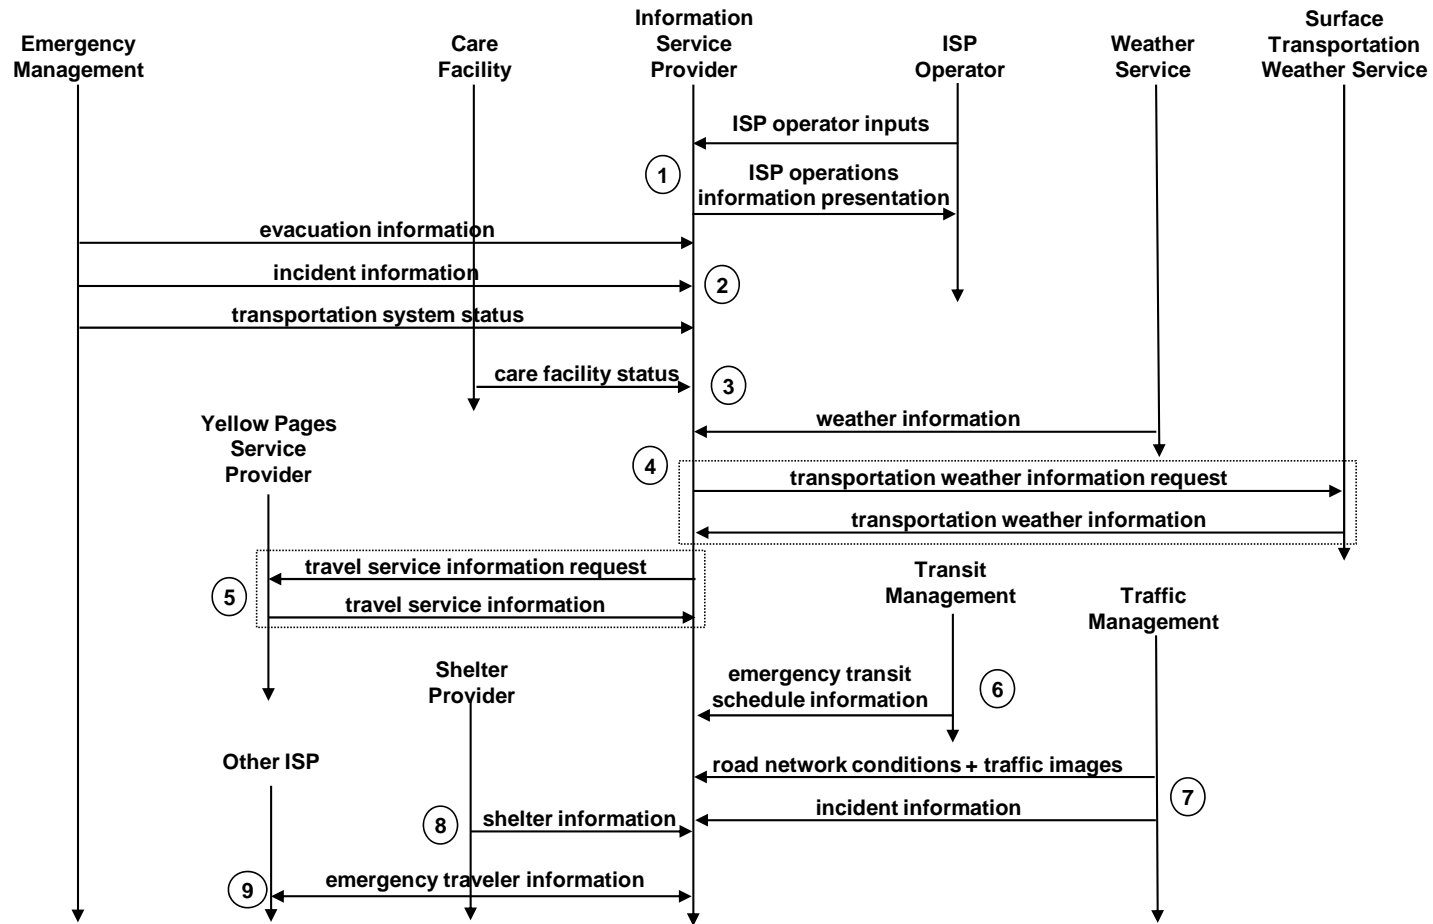 Emergency
Management
Care
Facility
Information
Service
Provider
ISP
Operator
Weather
Service
Surface
Transportation
Weather Service
ISP operator inputs
1
ISP operations
information presentation
evacuation information
incident information
2
transportation system status
care facility status
3
Yellow Pages
Service
Provider
weather information
4
transportation weather information request
transportation weather information
travel service information request
5
travel service information
Transit
Management
Traffic
Management
Shelter
Provider
emergency transit
schedule information
6
Other ISP
road network conditions + traffic images
7
incident information
8
shelter information
9
emergency traveler information